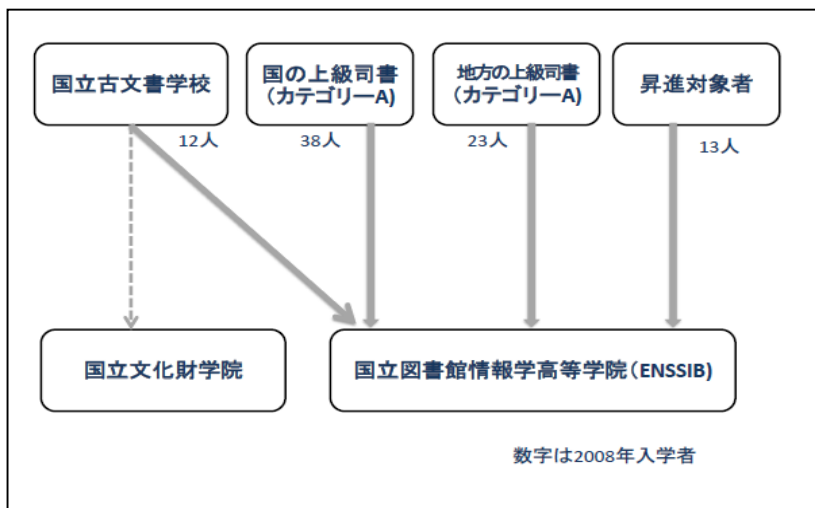 国立古文書学校
国の上級司書
（カテゴリーA）
地方の上級司書
（カテゴリーA）
昇進対象者
12人
38人
23人
13人
国立文化財学院
国立図書館情報学高等学院（ENSSIB）
数字は2008年入学者